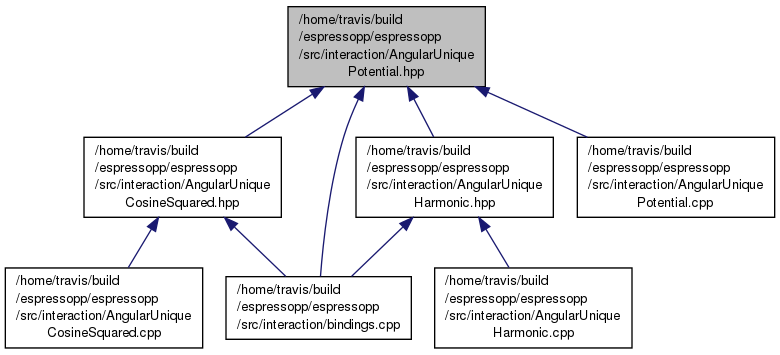 /home/travis/build
/espressopp/espressopp
/src/interaction/AngularUnique
Potential.hpp
/home/travis/build
/espressopp/espressopp
/src/interaction/AngularUnique
CosineSquared.hpp
/home/travis/build
/espressopp/espressopp
/src/interaction/AngularUnique
Harmonic.hpp
/home/travis/build
/espressopp/espressopp
/src/interaction/AngularUnique
Potential.cpp
/home/travis/build
/espressopp/espressopp
/src/interaction/AngularUnique
CosineSquared.cpp
/home/travis/build
/espressopp/espressopp
/src/interaction/bindings.cpp
/home/travis/build
/espressopp/espressopp
/src/interaction/AngularUnique
Harmonic.cpp